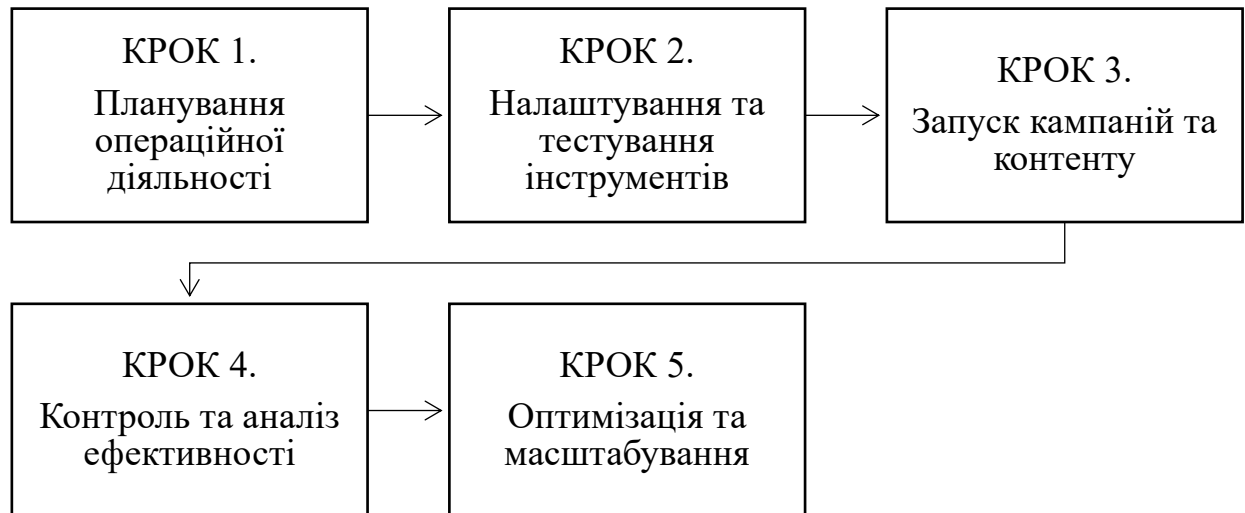 КРОК 1.
Планування
операційної
діяльності
КРОК 2.
Налаштування та
тестування
інструментів
КРОК 3.
Запуск кампаній та
контенту
КРОК 4.
Контроль та аналіз
ефективності
КРОК 5.
Оптимізація та
масштабування